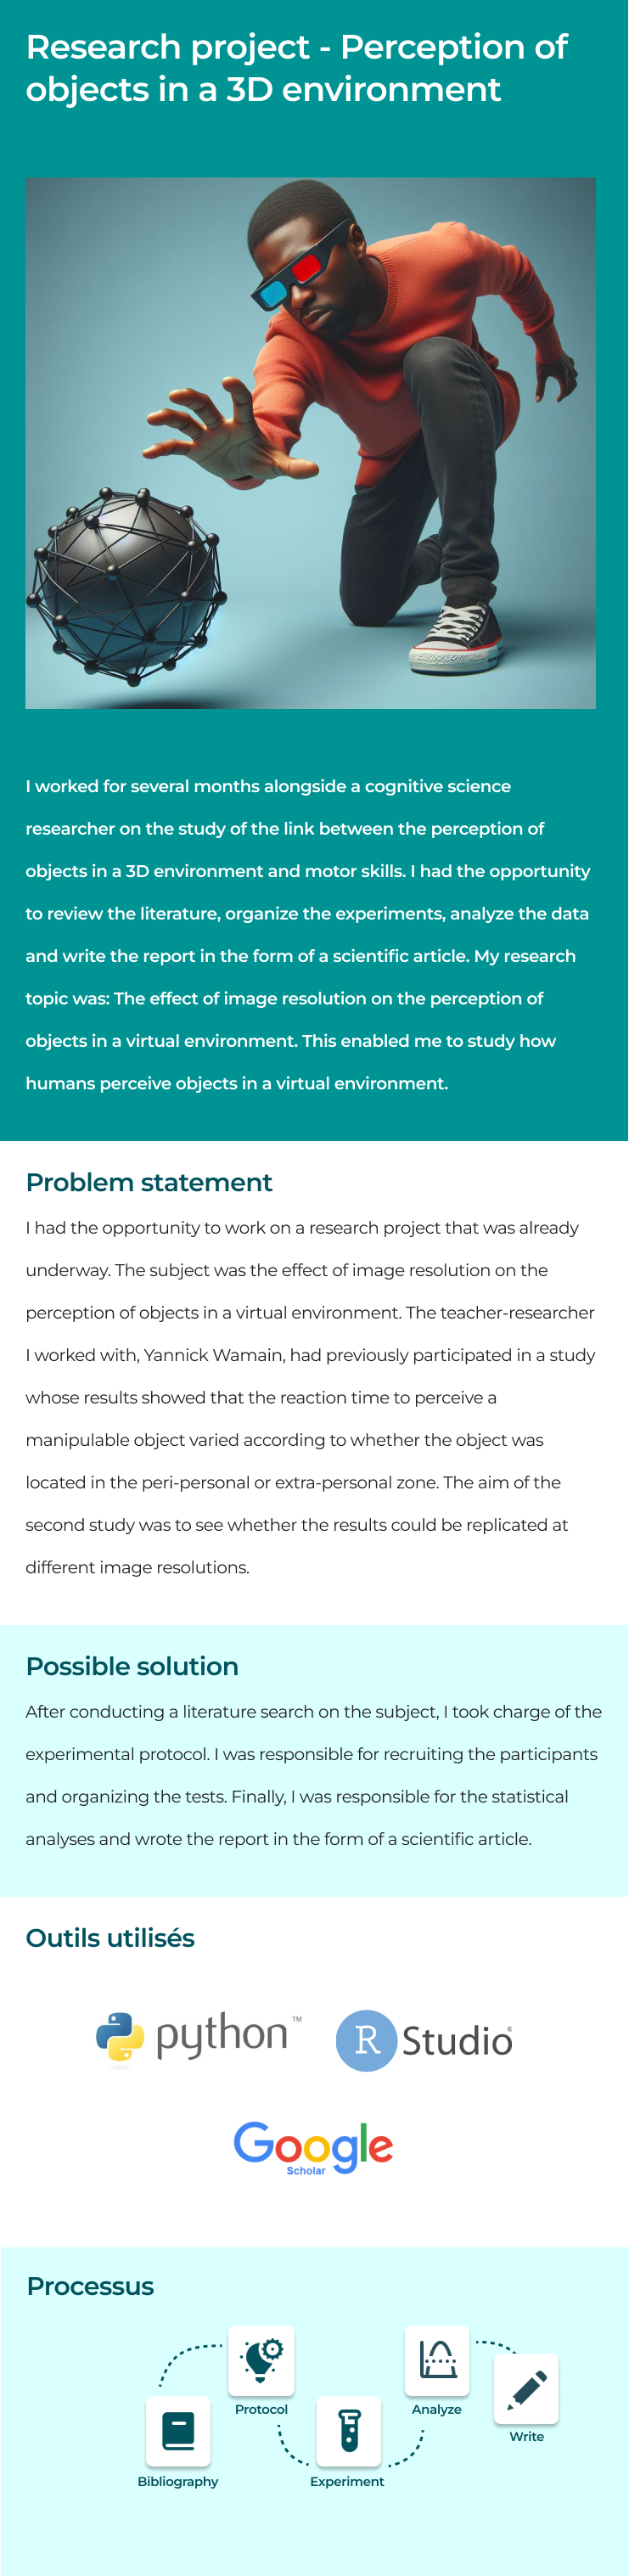 Research project - Perception of
objects in a 3D environment
I worked for several months alongside a cognitive science
researcher on the study of the link between the perception of
objects in a 3D environment and motor skills. I had the opportunity
to review the literature, organize the experiments, analyze the data
and write the report in the form of a scientific article. My research
topic was: The effect of image resolution on the perception of
objects in a virtual environment. This enabled me to study how
humans perceive objects in a virtual environment.
Problem statement
I had the opportunity to work on a research project that was already
underway. The subject was the effect of image resolution on the
perception of objects in a virtual environment. The teacher-researcher
I worked with, Yannick Wamain, had previously participated in a study
whose results showed that the reaction time to perceive a
manipulable object varied according to whether the object was
located in the peri-personal or extra-personal zone. The aim of the
second study was to see whether the results could be replicated at
different image resolutions.
Possible solution
After conducting a literature search on the subject, I took charge of the
experimental protocol. I was responsible for recruiting the participants
and organizing the tests. Finally, I was responsible for the statistical
analyses and wrote the report in the form of a scientific article.
Outils utilisés
python™
R Studio®
Google
Scholar
Processus
Protocol
Analyze
Write
Bibliography
Experiment